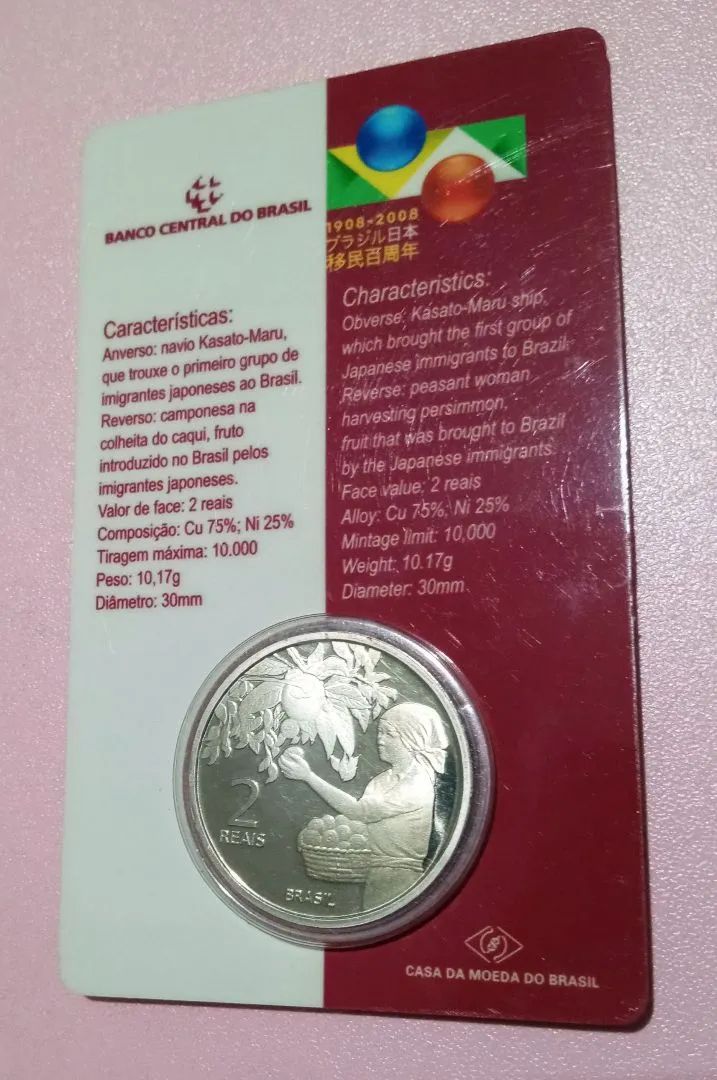 BANCO CENTRAL DO BRASIL
1908-2008
ブラジル日本
移民百周年
Características:
Anverso: navio Kasato-Maru,
que trouxe o primeiro grupo de
imigrantes japoneses ao Brasil.
Reverso: camponesa na
colheita do caqui, fruto
introduzido no Brasil pelos
imigrantes japoneses.
Valor de face: 2 reais
Composição: Cu 75%; Ni 25%
Tiragem máxima: 10.000
Peso: 10,17g
Diâmetro: 30mm
Characteristics:
Obverse: Kasato-Maru ship,
which brought the first group of
Japanese immigrants to Brazil.
Reverse: peasant woman
harvesting persimmon,
fruit that was brought to Brazil
by the Japanese immigrants.
Face value: 2 reais
Alloy: Cu 75%; Ni 25%
Mintage limit: 10,000
Weight: 10.17g
Diameter: 30mm
2
REAIS
BRASIL
CASA DA MOEDA DO BRASIL